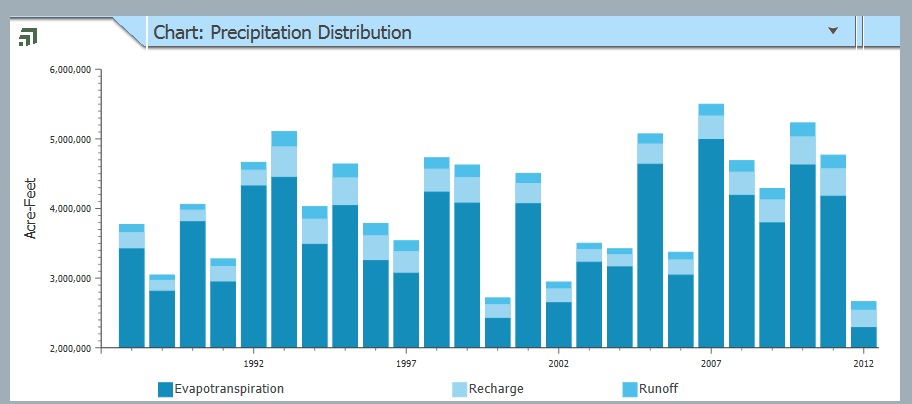 Chart: Precipitation Distribution
6,000,000
5,000,000
4,000,000
3,000,000
2,000,000
Acre-Feet
1992 1997 2002 2007 2012
Evapotranspiration Recharge Runoff